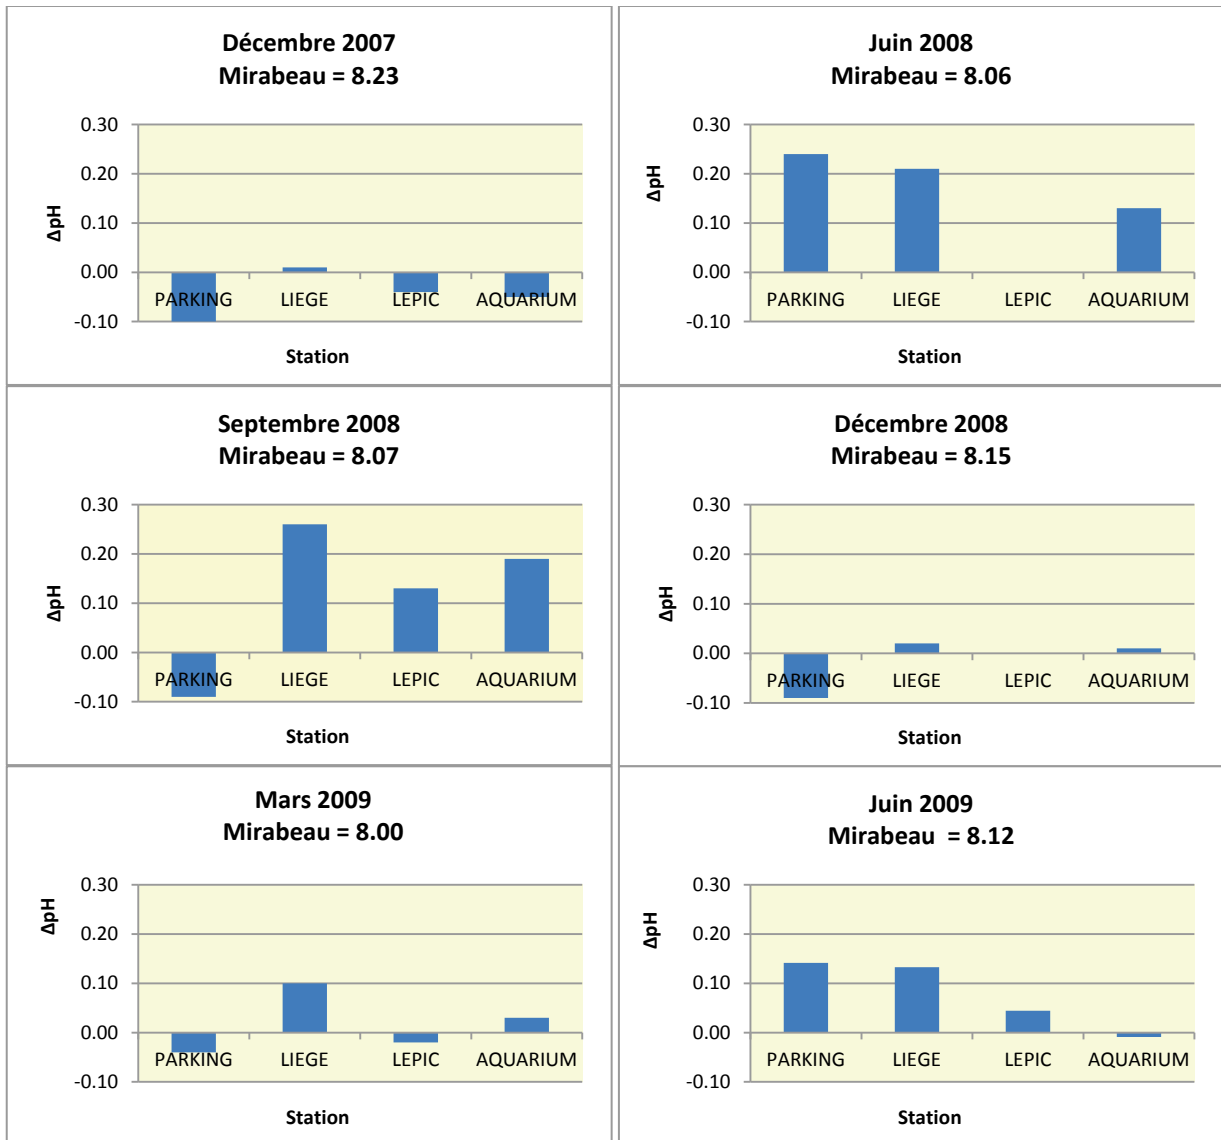 Décembre 2007
Mirabeau = 8.23
0.30
0.20
0.10
0.00
-0.10
ΔpH
PARKING LIEGE LEPIC AQUARIUM
Station
Juin 2008
Mirabeau = 8.06
0.30
0.20
0.10
0.00
-0.10
ΔpH
PARKING LIEGE LEPIC AQUARIUM
Station
Septembre 2008
Mirabeau = 8.07
0.30
0.20
0.10
0.00
-0.10
ΔpH
PARKING LIEGE LEPIC AQUARIUM
Station
Décembre 2008
Mirabeau = 8.15
0.30
0.20
0.10
0.00
-0.10
ΔpH
PARKING LIEGE LEPIC AQUARIUM
Station
Mars 2009
Mirabeau = 8.00
0.30
0.20
0.10
0.00
-0.10
ΔpH
PARKING LIEGE LEPIC AQUARIUM
Station
Juin 2009
Mirabeau = 8.12
0.30
0.20
0.10
0.00
-0.10
ΔpH
PARKING LIEGE LEPIC AQUARIUM
Station